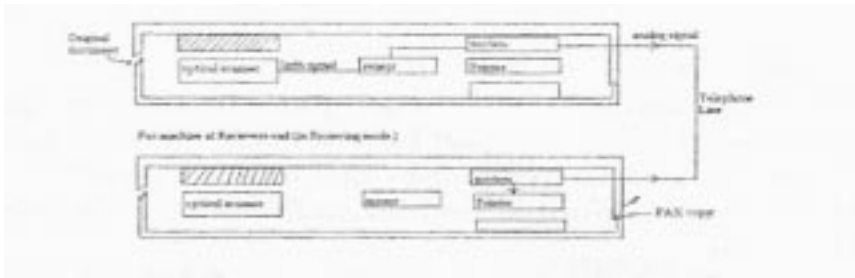 Original
document
optical scanner
modem
Printer
analog signal
Telephone
Line
Fax machine at Receivers end (in Receiving mode)
optical scanner
modem
Printer
FAX copy